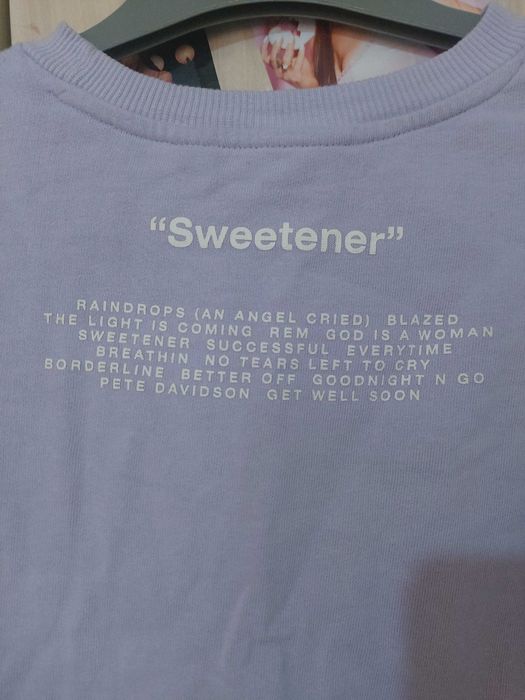 “Sweetener”
RAINDROPS (AN ANGEL CRIED) BLAZED
THE LIGHT IS COMING REM GOD IS A WOMAN
SWEETENER SUCCESSFUL EVERYTIME
BREATHIN NO TEARS LEFT TO CRY
BORDERLINE BETTER OFF GOODNIGHT N GO
PETE DAVIDSON GET WELL SOON